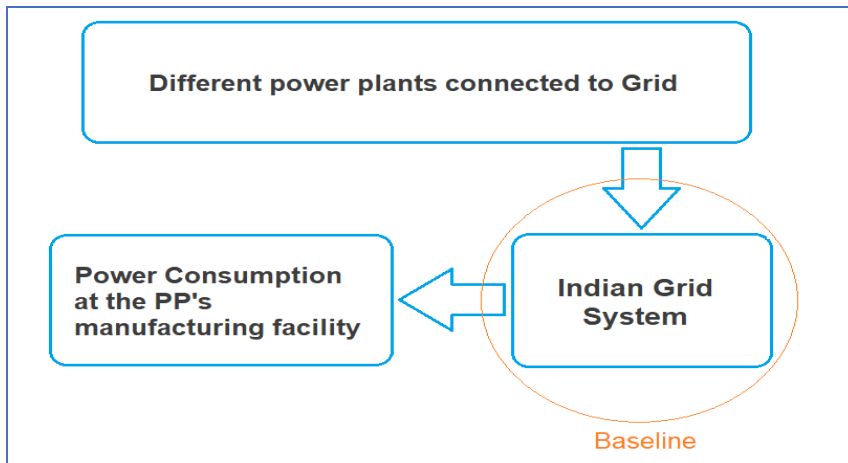 Different power plants connected to Grid
Power Consumption
at the PP's
manufacturing facility
Indian Grid
System
Baseline